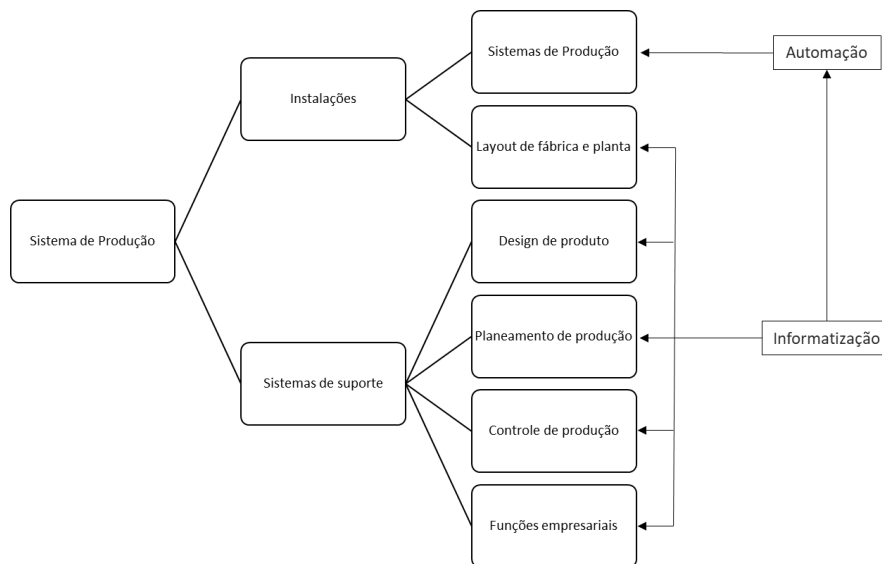 Sistemas de Produção
Automação
Instalações
Layout de fábrica e planta
Sistema de Produção
Design de produto
Planeamento de produção
Informatização
Sistemas de suporte
Controle de produção
Funções empresariais